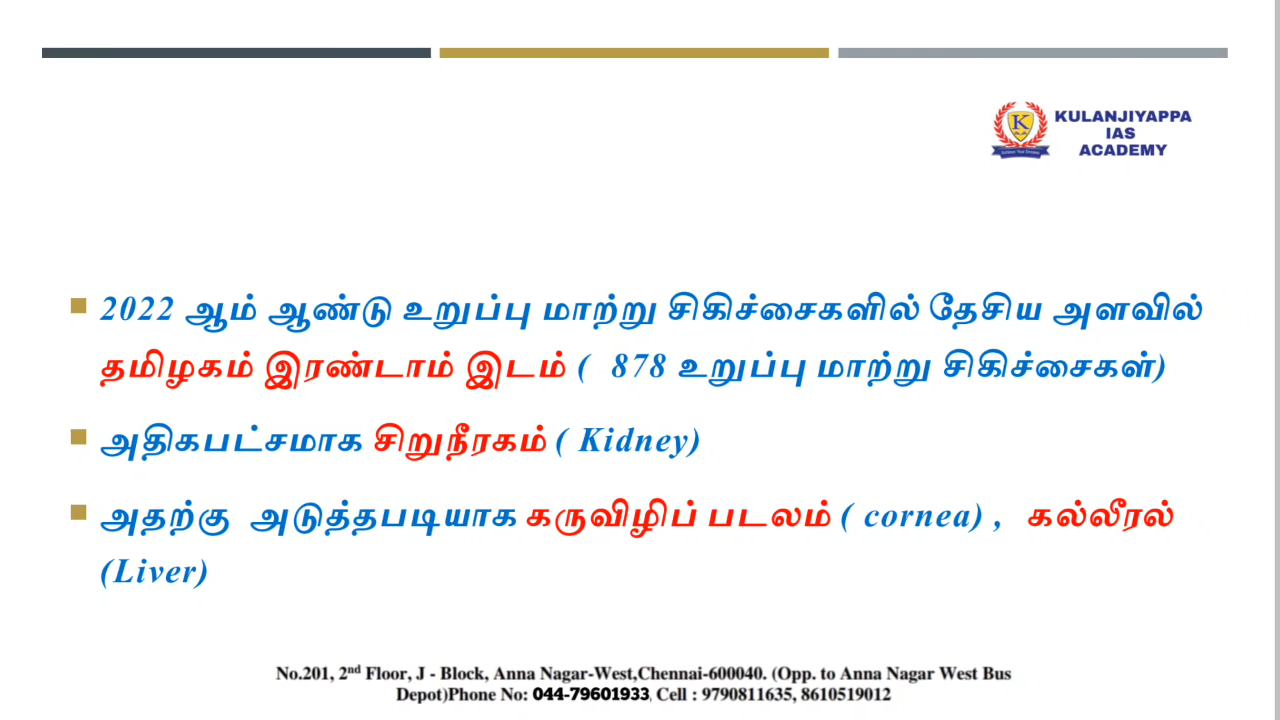 KULANJIYAPPA
IAS
ACADEMY
2022 ஆம் ஆண்டு உறுப்பு மாற்று சிகிச்சைகளில் தேசிய அளவில்
தமிழகம் இரண்டாம் இடம் ( 878 உறுப்பு மாற்று சிகிச்சைகள்)
அதிகபட்சமாக சிறுநீரகம் ( Kidney)
அதற்கு அடுத்தபடியாக கருவிழிப் படலம் ( cornea) , கல்லீரல்
(Liver)
No.201, 2nd Floor, J - Block, Anna Nagar-West,Chennai-600040. (Opp. to Anna Nagar West Bus
Depot)Phone No: 044-79601933, Cell : 9790811635, 8610519012